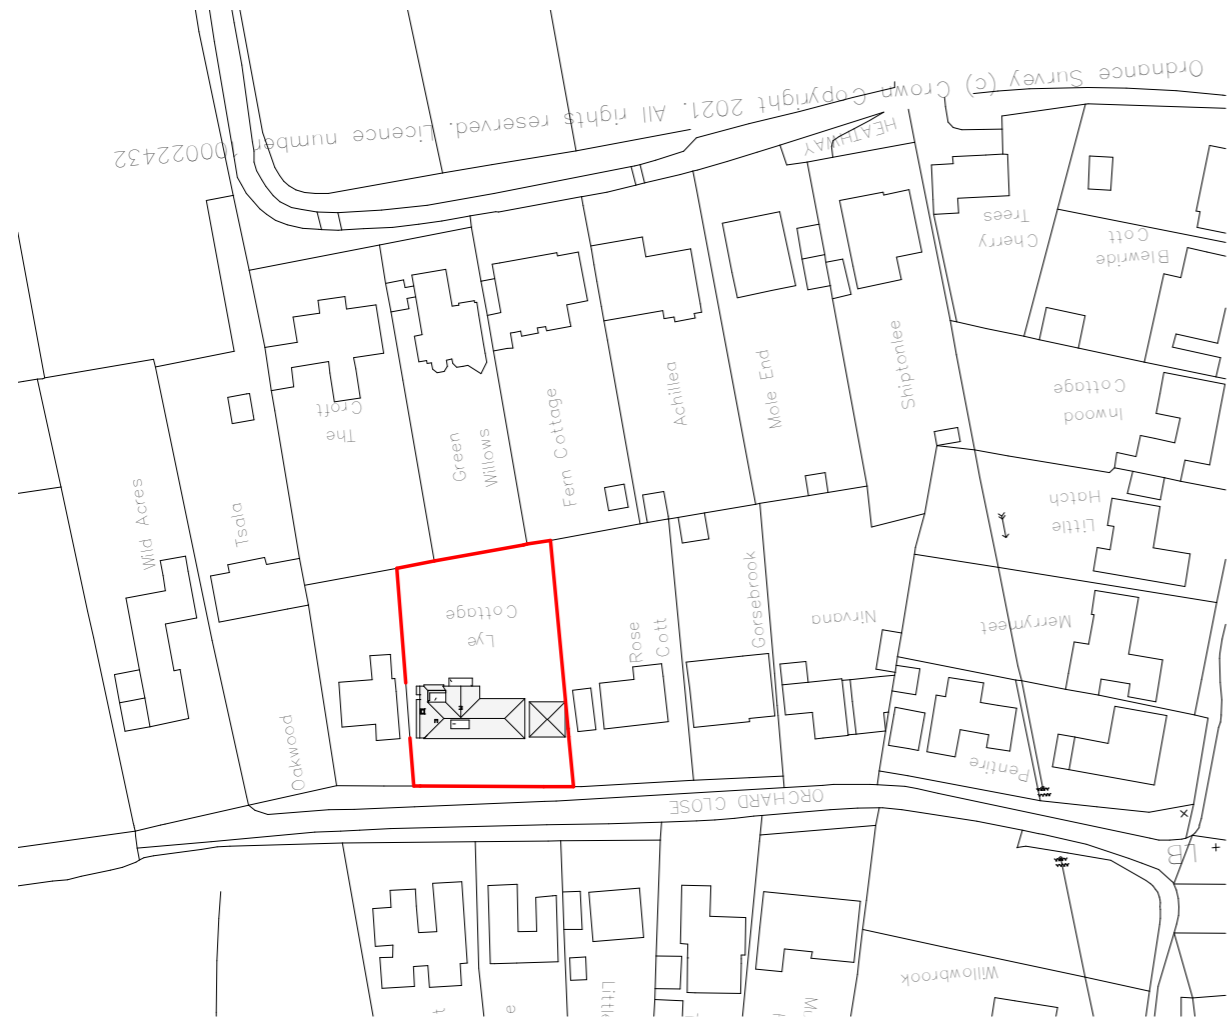 Ordnance Survey (c) Crown Copyright 2021. All rights reserved. Licence number 100022432
HEATHWAY
Cherry
Trees
Blewride
Cott
The
Croft
Green
Willows
Fern Cottage
Achillea
Mole End
Shiptonlee
Inwood
Cottage
Little
Hatch
Wild Acres
Tsala
Oakwood
Lye
Cottage
Rose
Cott
Gorsebrook
Nirvana
Merrymeet
Pentire
ORCHARD CLOSE
LB
Willowbrook